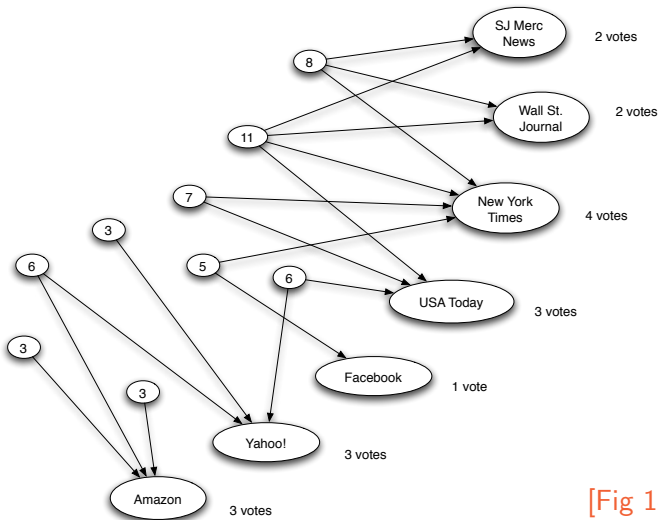 SJ Merc
News
2 votes
8
Wall St.
Journal
2 votes
11
New York
Times
4 votes
7
3
5
6
6
USA Today
3 votes
3
Facebook
1 vote
3
Yahoo!
3 votes
Amazon
3 votes
[Fig 1